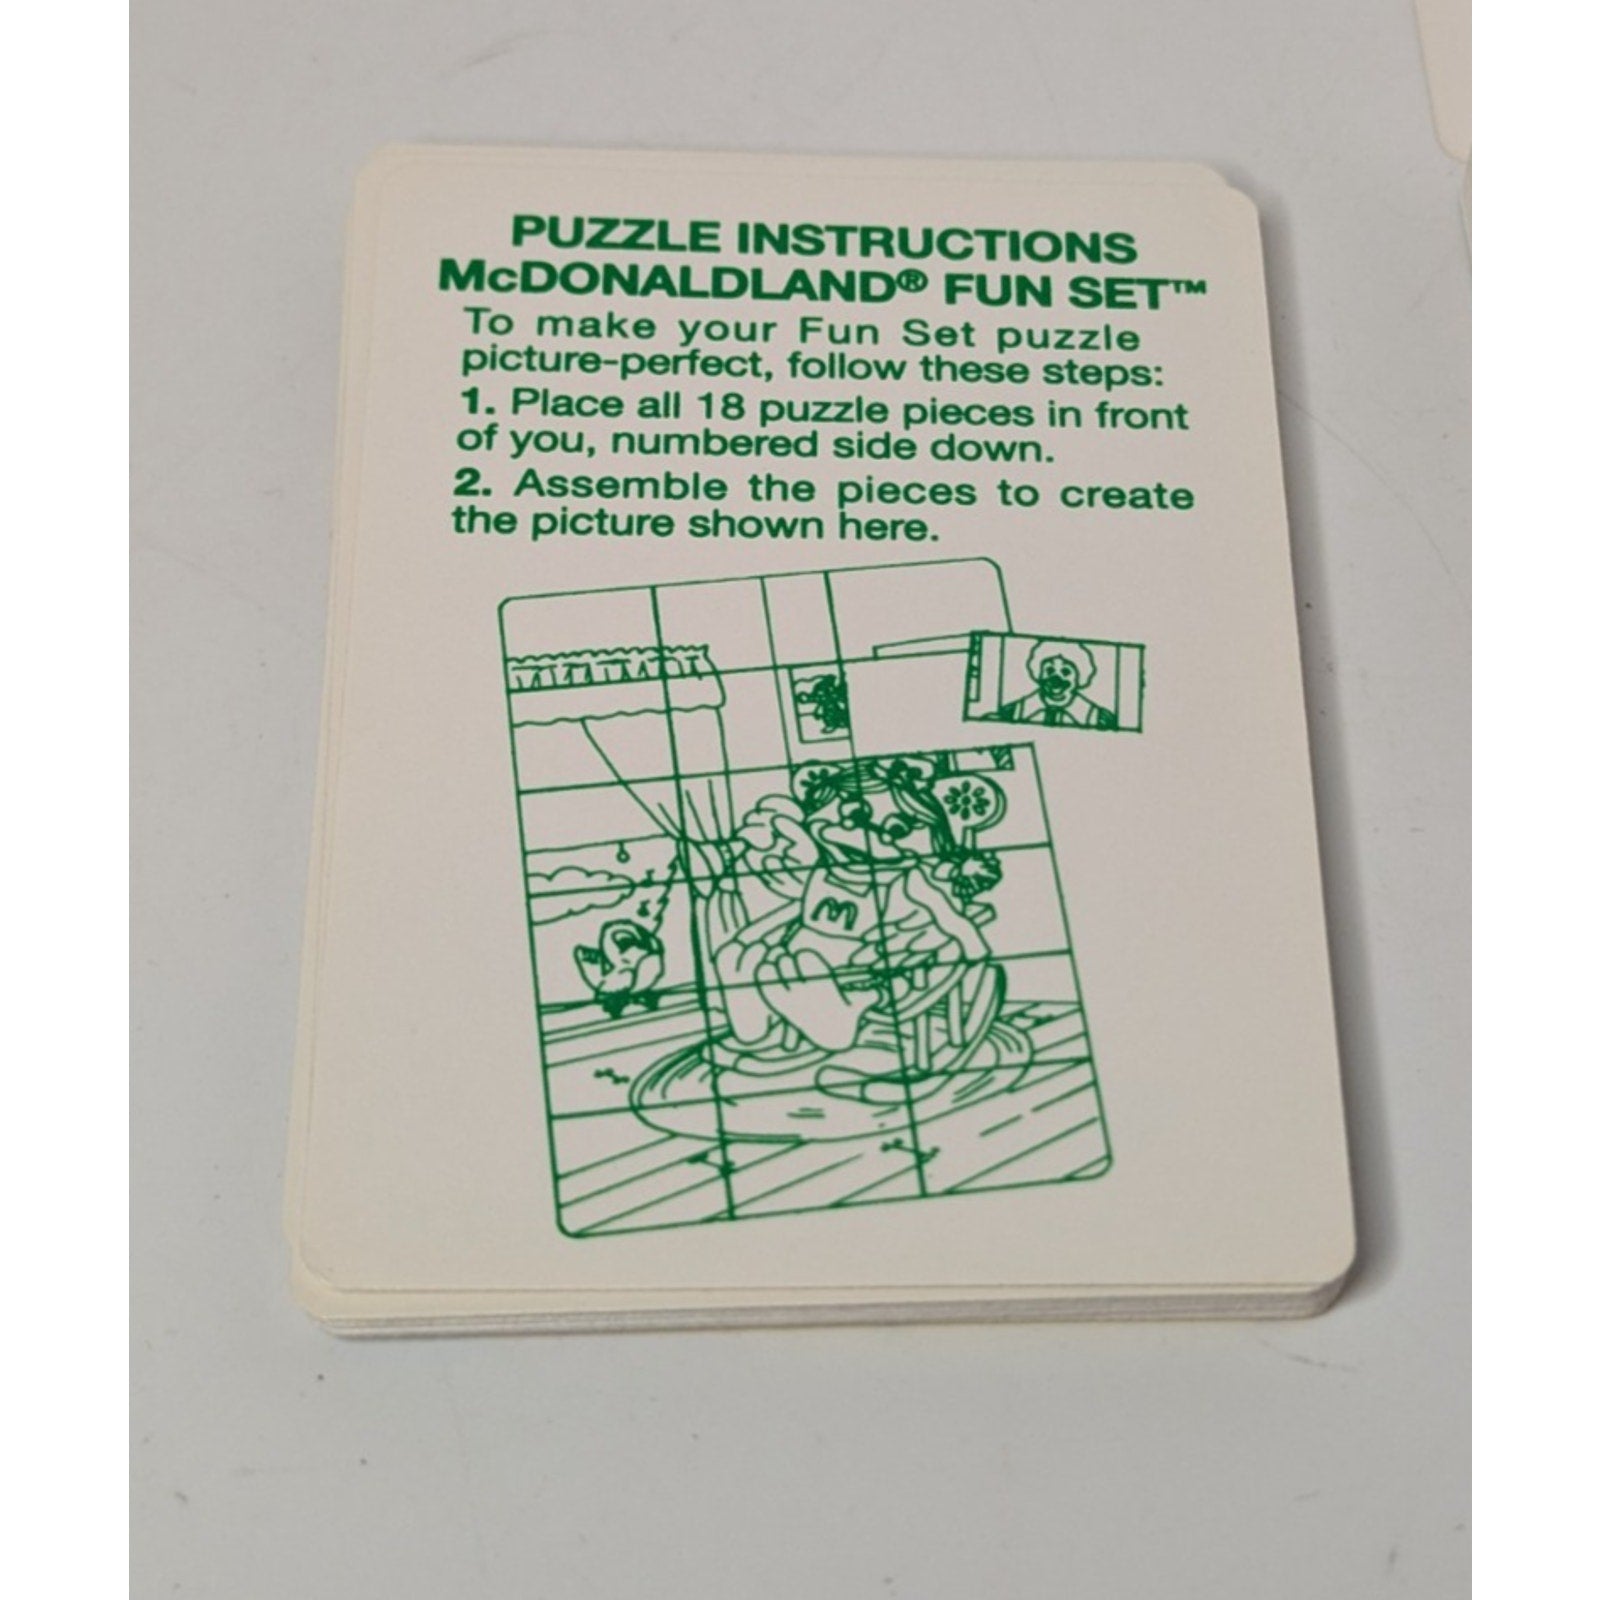 PUZZLE INSTRUCTIONS
McDONALDLAND® FUN SET™
To make your Fun Set puzzle
picture-perfect, follow these steps:
1. Place all 18 puzzle pieces in front
of you, numbered side down.
2. Assemble the pieces to create
the picture shown here.
M